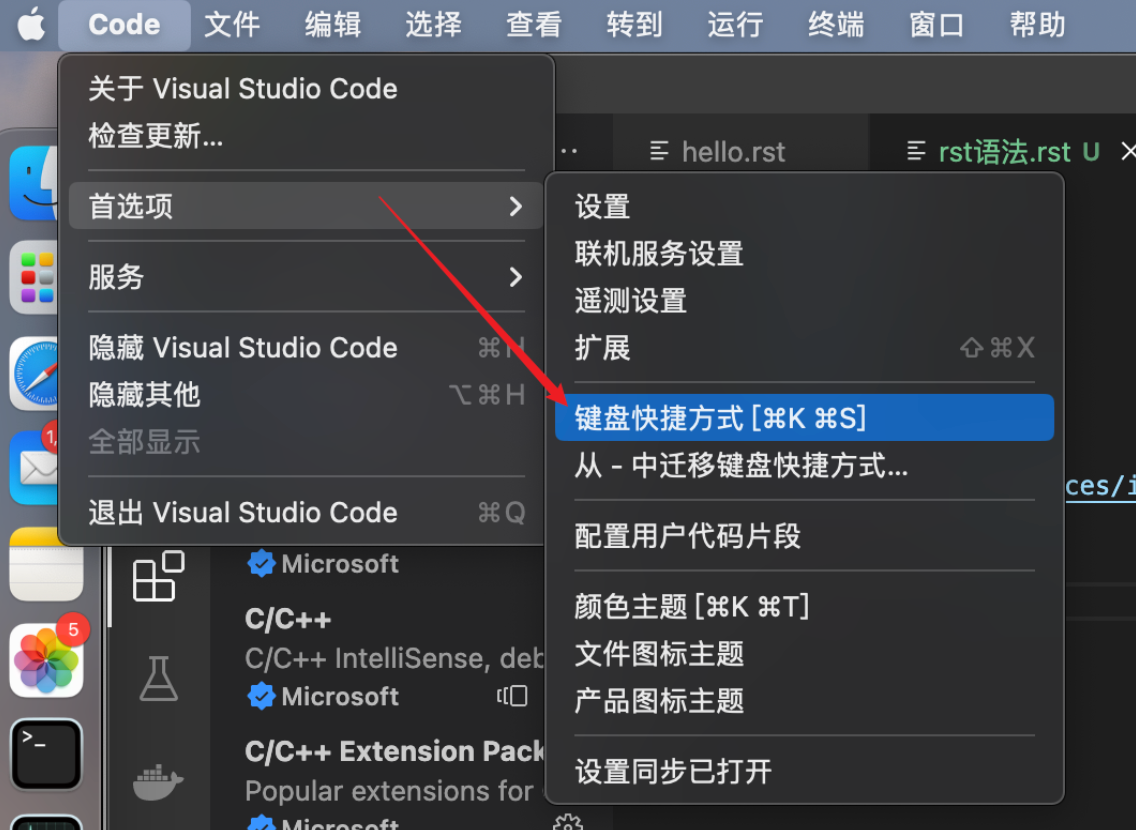 Code 文件 编辑 选择 查看 转到 运行 终端 窗口 帮助
关于 Visual Studio Code
检查更新...
首选项
服务
隐藏 Visual Studio Code ⌘H
隐藏其他 ⌥⌘H
全部显示
退出 Visual Studio Code ⌘Q
hello.rst
rst语法.rst U
设置
联机服务设置
遥测设置
扩展 ⇧⌘X
键盘快捷方式 [⌘K ⌘S]
从 - 中迁移键盘快捷方式...
配置用户代码片段
颜色主题 [⌘K ⌘T]
文件图标主题
产品图标主题
设置同步已打开
ces/i
Microsoft
C/C++
C/C++ IntelliSense, deb
Microsoft
C/C++ Extension Pack
Popular extensions for
Microsoft
1,
5
>_